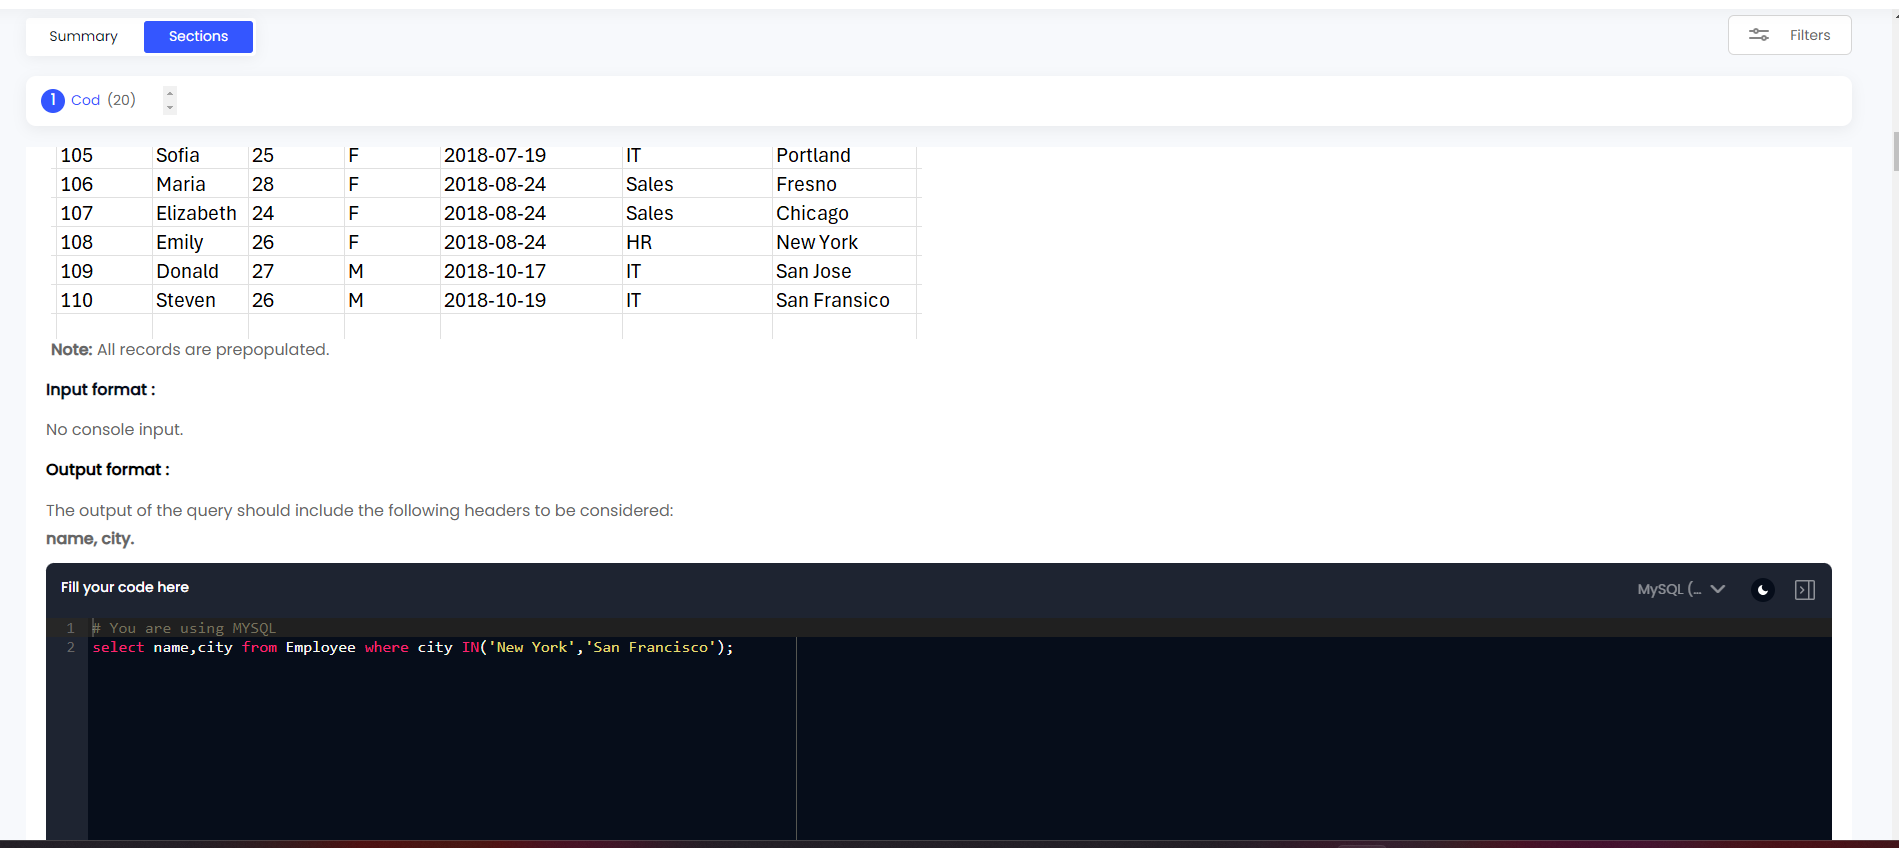 Summary Sections Filters
1 Cod (20)
105 Sofia 25 F 2018-07-19 IT Portland
106 Maria 28 F 2018-08-24 Sales Fresno
107 Elizabeth 24 F 2018-08-24 Sales Chicago
108 Emily 26 F 2018-08-24 HR New York
109 Donald 27 M 2018-10-17 IT San Jose
110 Steven 26 M 2018-10-19 IT San Fransico
Note: All records are prepopulated.
Input format :
No console input.
Output format :
The output of the query should include the following headers to be considered:
name, city.
Fill your code here MySQL (...
1 # You are using MYSQL
2 select name,city from Employee where city IN('New York','San Francisco');